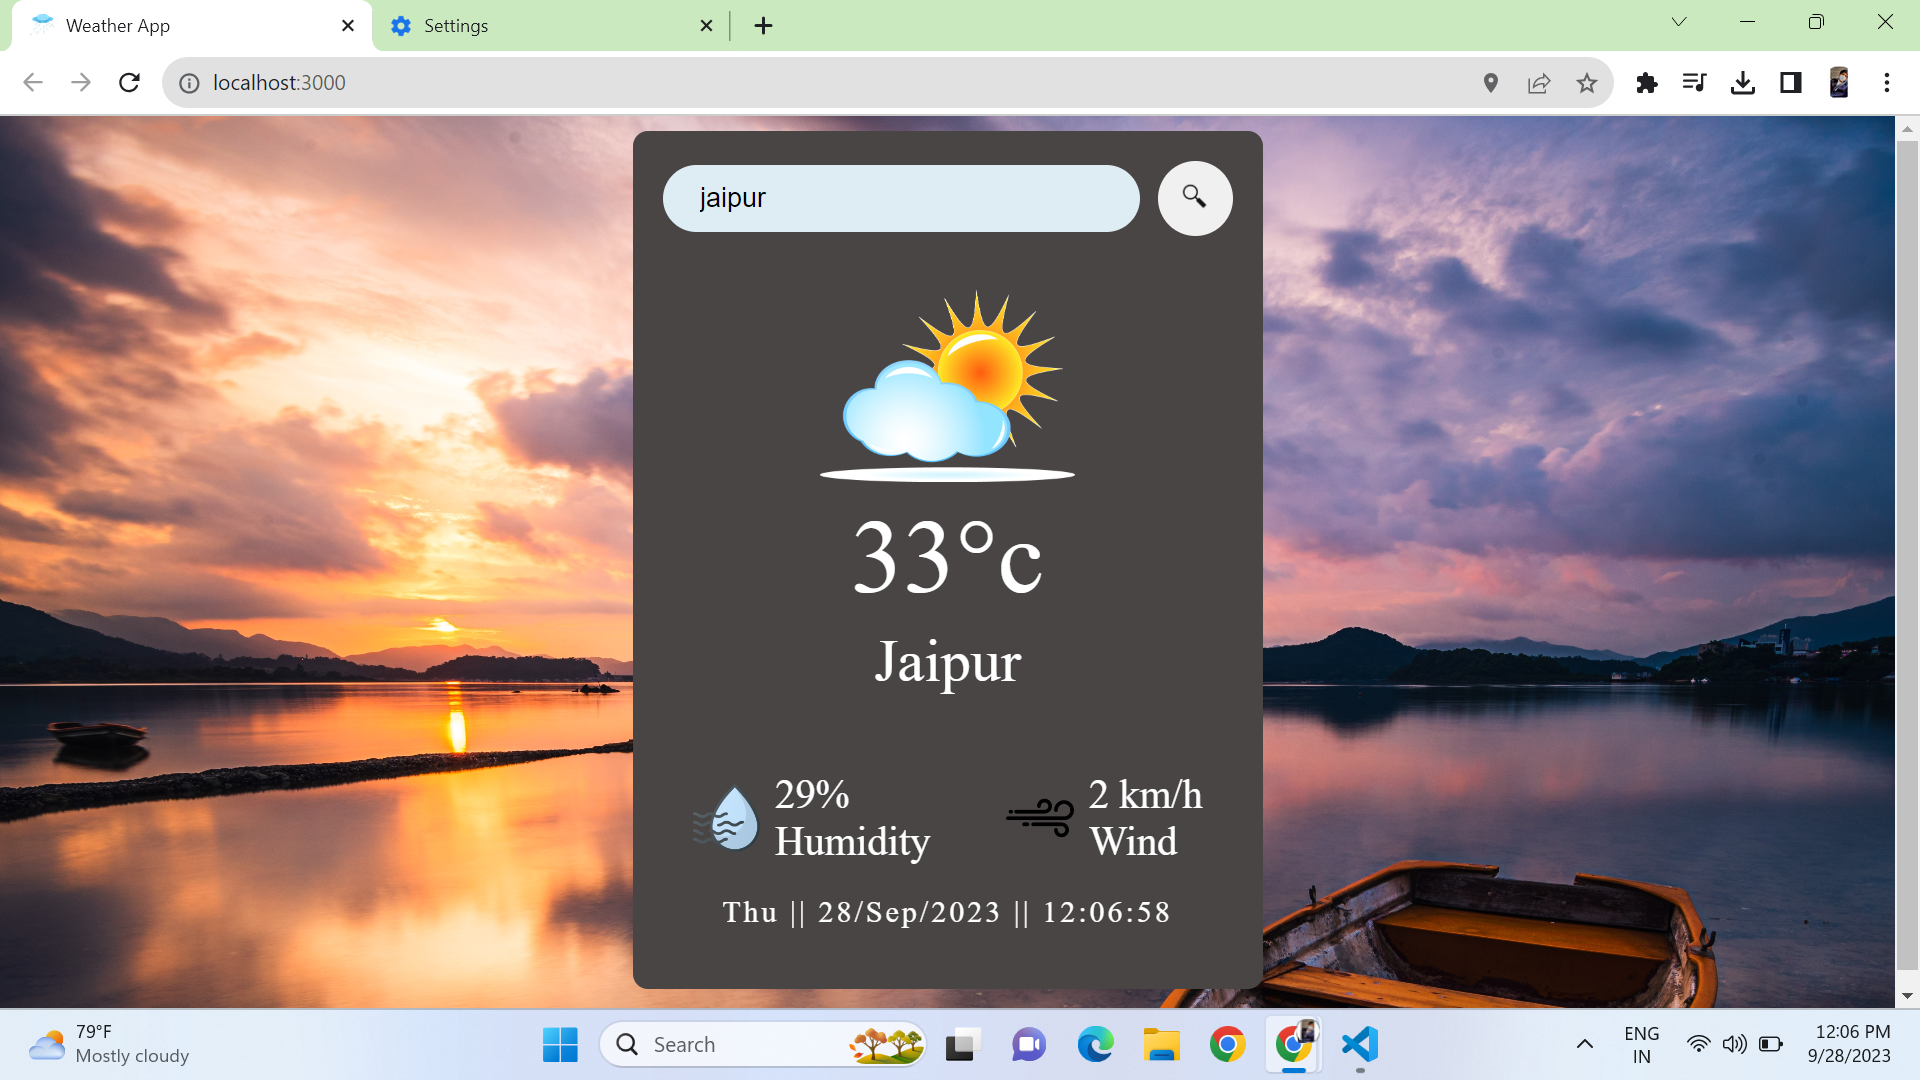 Weather App
Settings
localhost:3000
jaipur
33°c
Jaipur
29%
Humidity
2 km/h
Wind
Thu || 28/Sep/2023 || 12:06:58
79°F
Mostly cloudy
Search
ENG
IN
12:06 PM
9/28/2023